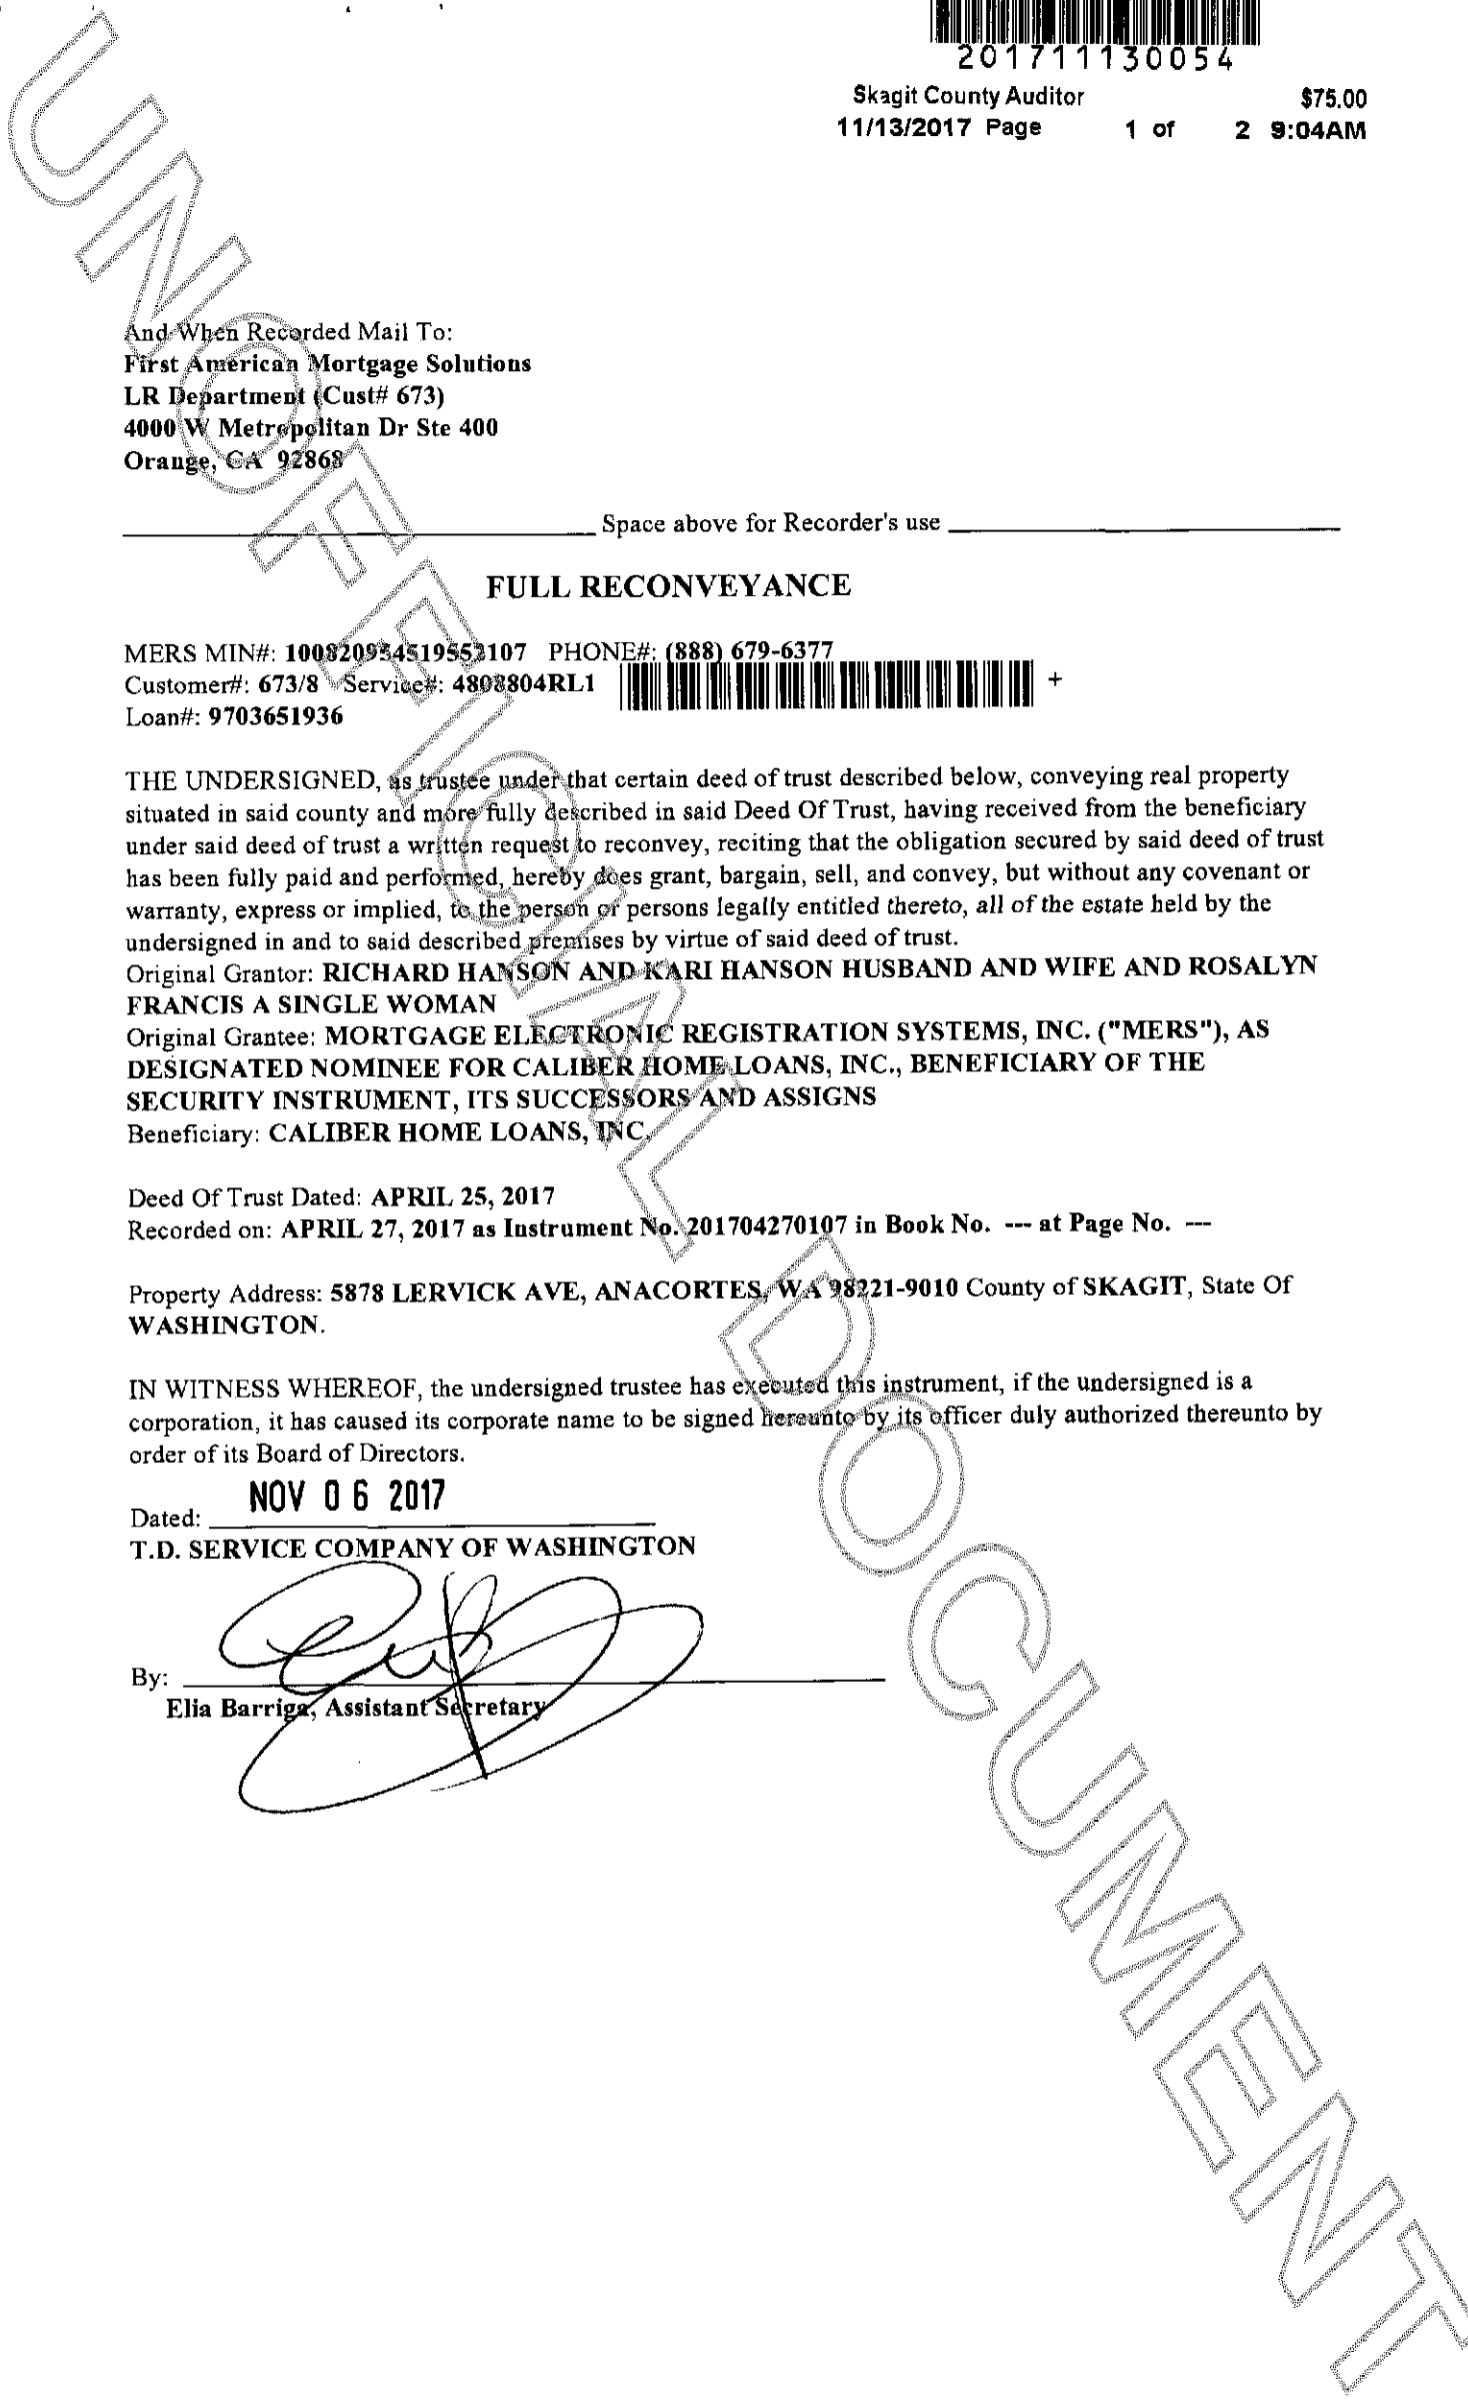 201711130054
Skagit County Auditor $75.00
11/13/2017 Page 1 of 2 9:04AM
And When Recorded Mail To:
First American Mortgage Solutions
LR Department (Cust# 673)
4000 W Metropolitan Dr Ste 400
Orange, CA 92868
Space above for Recorder's use
FULL RECONVEYANCE
MERS MIN#: PHONE#: (888) 679-6377
Customer#: 673/8 Service#: 4808804RL1
+
Loan#: 9703651936
THE UNDERSIGNED, as trustee under that certain deed of trust described below, conveying real property
situated in said county and more fully described in said Deed Of Trust, having received from the beneficiary
under said deed of trust a written request to reconvey, reciting that the obligation secured by said deed of trust
has been fully paid and performed, hereby does grant, bargain, sell, and convey, but without any covenant or
warranty, express or implied, to the person or persons legally entitled thereto, all of the estate held by the
undersigned in and to said described premises by virtue of said deed of trust.
Original Grantor: RICHARD HANSON AND KARI HANSON HUSBAND AND WIFE AND ROSALYN
FRANCIS A SINGLE WOMAN
Original Grantee: MORTGAGE ELECTRONIC REGISTRATION SYSTEMS, INC. ("MERS"), AS
DESIGNATED NOMINEE FOR CALIBER HOME LOANS, INC., BENEFICIARY OF THE
SECURITY INSTRUMENT, ITS SUCCESSORS AND ASSIGNS
Beneficiary: CALIBER HOME LOANS, INC.
Deed Of Trust Dated: APRIL 25, 2017
Recorded on: APRIL 27, 2017 as Instrument No. 201704270107 in Book No. --- at Page No. ---
Property Address: 5878 LERVICK AVE, ANACORTES, WA 98221-9010 County of SKAGIT, State Of
WASHINGTON.
IN WITNESS WHEREOF, the undersigned trustee has executed this instrument, if the undersigned is a
corporation, it has caused its corporate name to be signed hereunto by its officer duly authorized thereunto by
order of its Board of Directors.
Dated: NOV 06 2017
T.D. SERVICE COMPANY OF WASHINGTON
By:
Elia Barriga, Assistant Secretary
UNOFFICIAL DOCUMENT